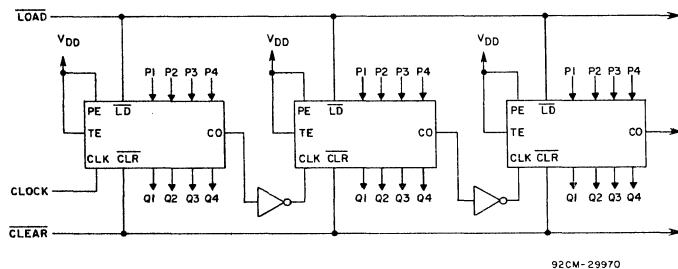 LOAD
VDD VDD VDD
P1 P2 P3 P4 P1 P2 P3 P4 P1 P2 P3 P4
PE LD PE LD PE LD
TE CO TE CO TE CO
CLK CLR CLK CLR CLK CLR
CLOCK
Q1 Q2 Q3 Q4 Q1 Q2 Q3 Q4 Q1 Q2 Q3 Q4
CLEAR
92CM-29970